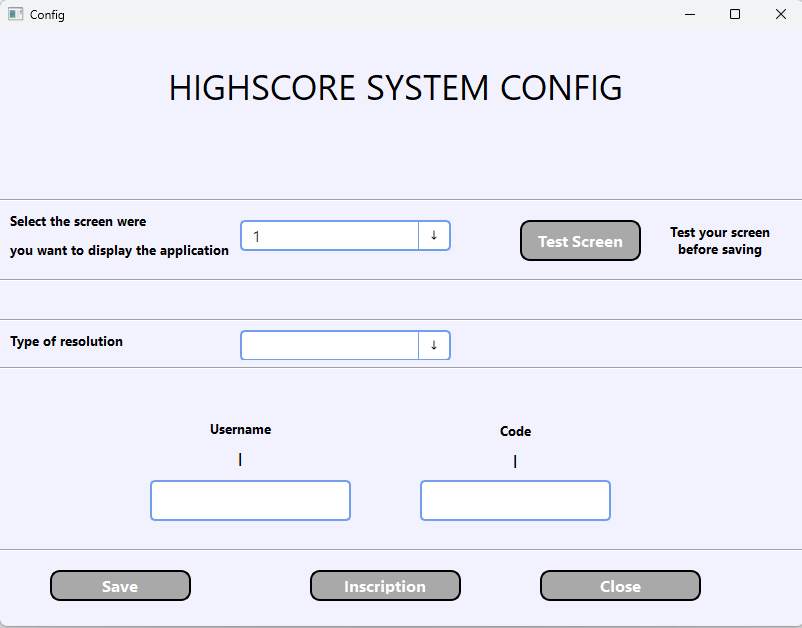 Config
HIGHSCORE SYSTEM CONFIG
Select the screen were
you want to display the application
1
↓
Test Screen
Test your screen
before saving
Type of resolution
↓
Username
|
Code
|
Save
Inscription
Close